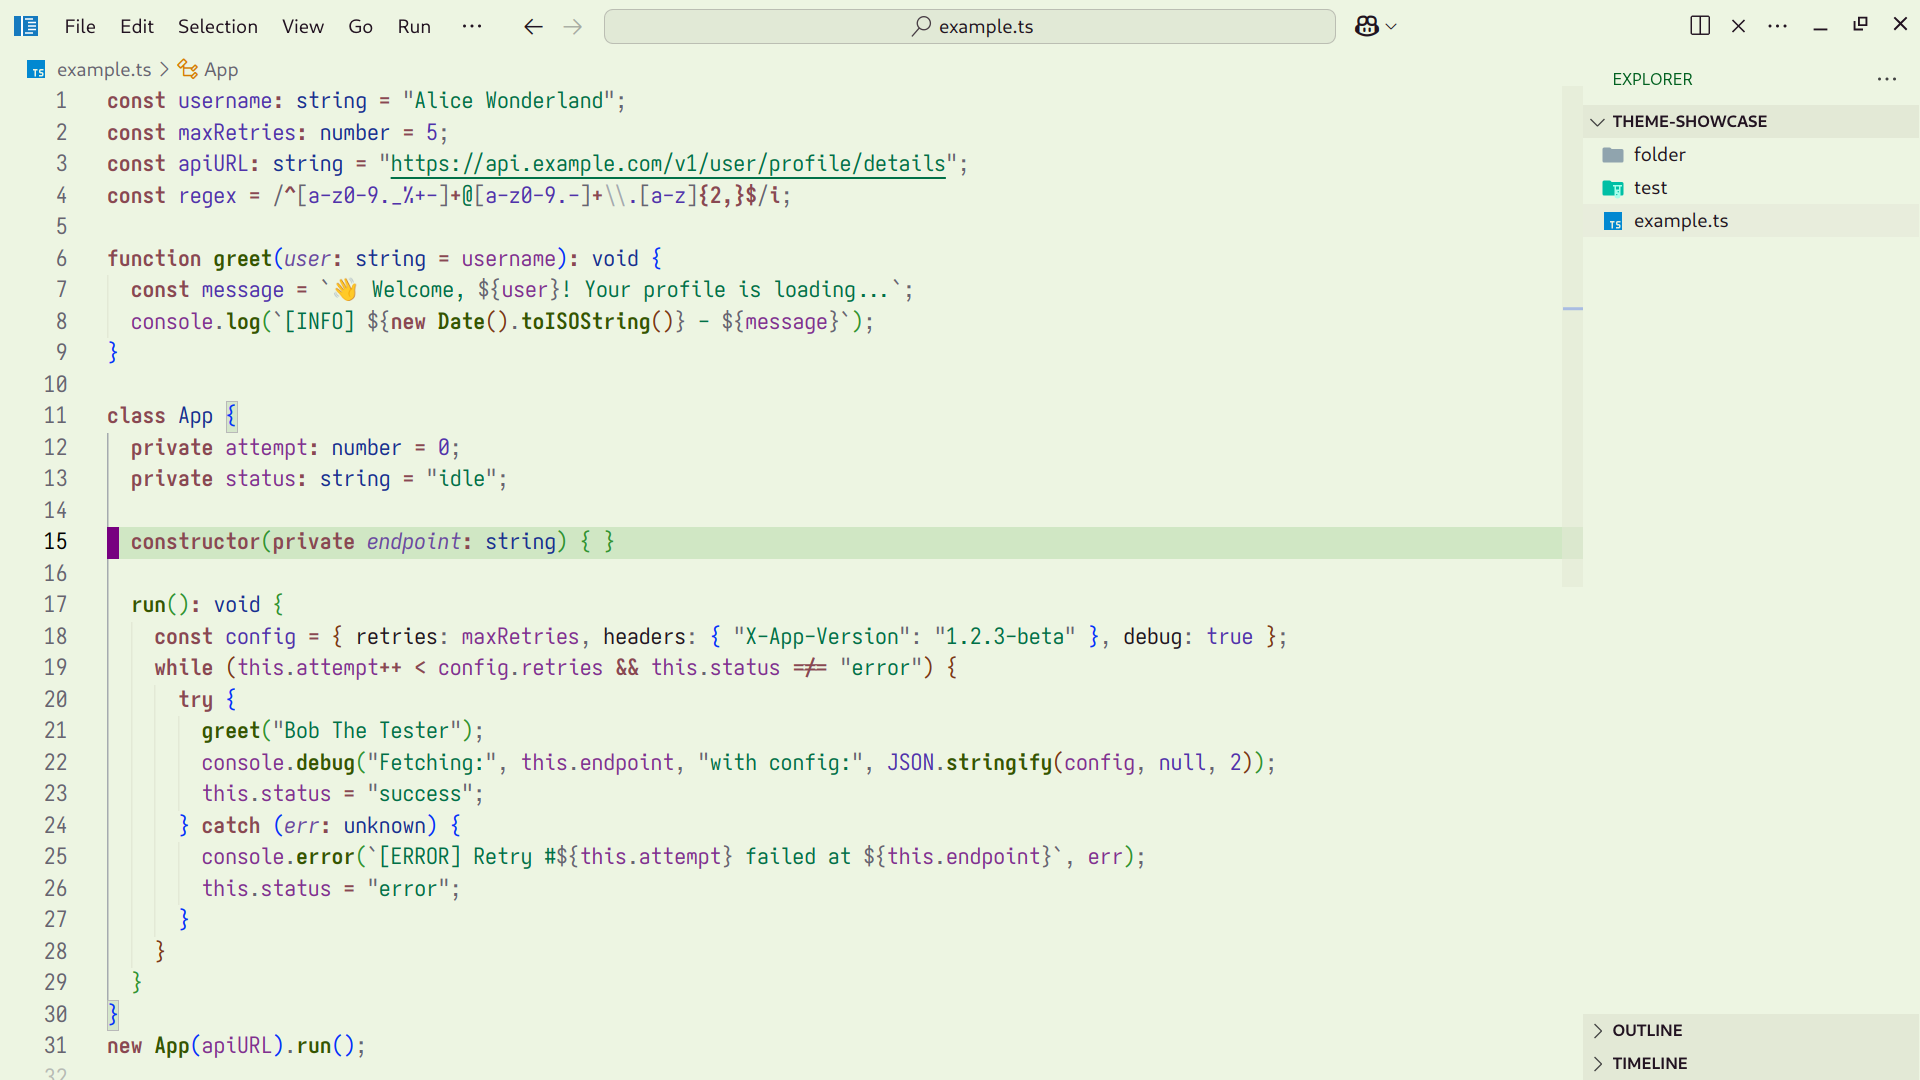 File Edit Selection View Go Run ···
example.ts
example.ts > App
1 const username: string = "Alice Wonderland";
2 const maxRetries: number = 5;
3 const apiURL: string = "https://api.example.com/v1/user/profile/details";
4 const regex = /^[a-z0-9._%+-]+@[a-z0-9.-]+\\.[a-z]{2,}$/i;
5
6 function greet(user: string = username): void {
7 const message = `👋 Welcome, ${user}! Your profile is loading...`;
8 console.log(`[INFO] ${new Date().toISOString()} - ${message}`);
9 }
10
11 class App {
12 private attempt: number = 0;
13 private status: string = "idle";
14
15 constructor(private endpoint: string) { }
16
17 run(): void {
18 const config = { retries: maxRetries, headers: { "X-App-Version": "1.2.3-beta" }, debug: true };
19 while (this.attempt++ < config.retries && this.status !== "error") {
20 try {
21 greet("Bob The Tester");
22 console.debug("Fetching:", this.endpoint, "with config:", JSON.stringify(config, null, 2));
23 this.status = "success";
24 } catch (err: unknown) {
25 console.error(`[ERROR] Retry #${this.attempt} failed at ${this.endpoint}`, err);
26 this.status = "error";
27 }
28 }
29 }
30 }
31 new App(apiURL).run();
32
EXPLORER
THEME-SHOWCASE
folder
test
example.ts
OUTLINE
TIMELINE